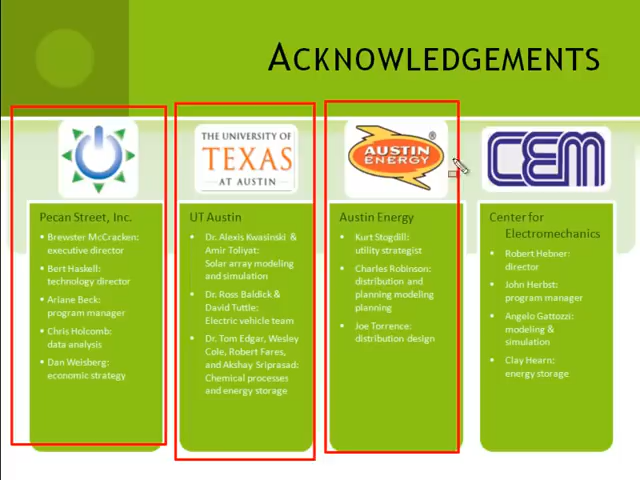 ACKNOWLEDGEMENTS
THE UNIVERSITY OF
TEXAS
AT AUSTIN
AUSTIN
ENERGY
®
CEM
Pecan Street, Inc.
• Brewster McCracken:
executive director
• Bert Haskell:
technology director
• Ariane Beck:
program manager
• Chris Holcomb:
data analysis
• Dan Weisberg:
economic strategy
UT Austin
• Dr. Alexis Kwasinski &
Amir Toliyat:
Solar array modeling
and simulation
• Dr. Ross Baldick &
David Tuttle:
Electric vehicle team
• Dr. Tom Edgar, Wesley
Cole, Robert Fares,
and Akshay Sriprasad:
Chemical processes
and energy storage
Austin Energy
• Kurt Stogdill:
utility strategist
• Charles Robinson:
distribution and
planning modeling
planning
• Joe Torrence:
distribution design
Center for
Electromechanics
• Robert Hebner:
director
• John Herbst:
program manager
• Angelo Gattozzi:
modeling &
simulation
• Clay Hearn:
energy storage